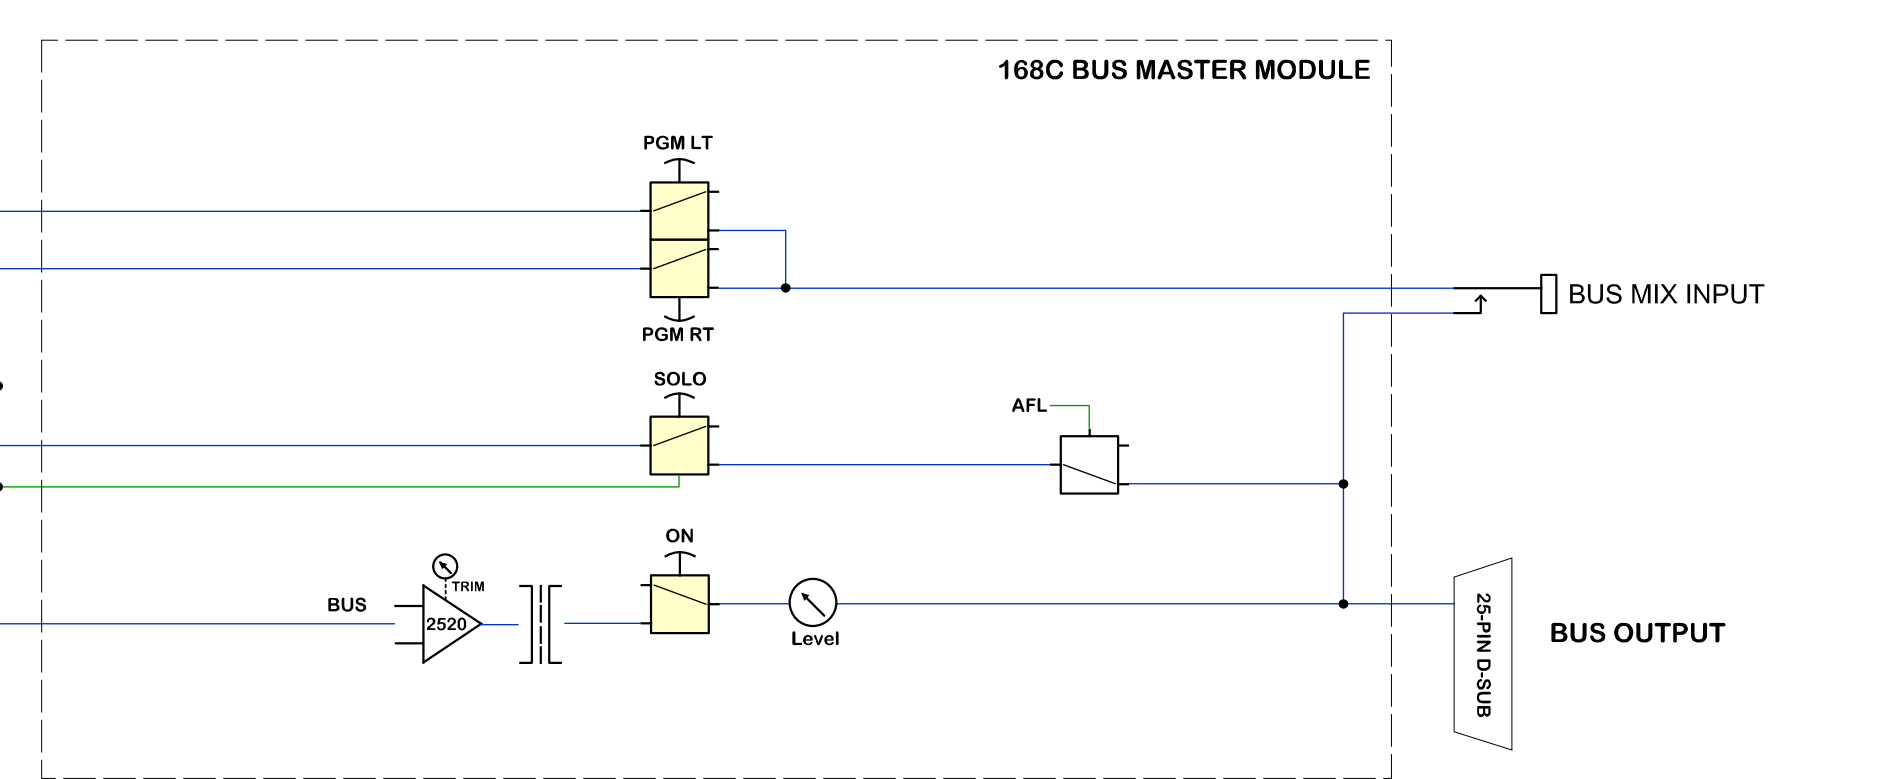 168C BUS MASTER MODULE
PGM LT
PGM RT
BUS MIX INPUT
SOLO
AFL
ON
TRIM
BUS
2520
Level
25-PIN D-SUB
BUS OUTPUT